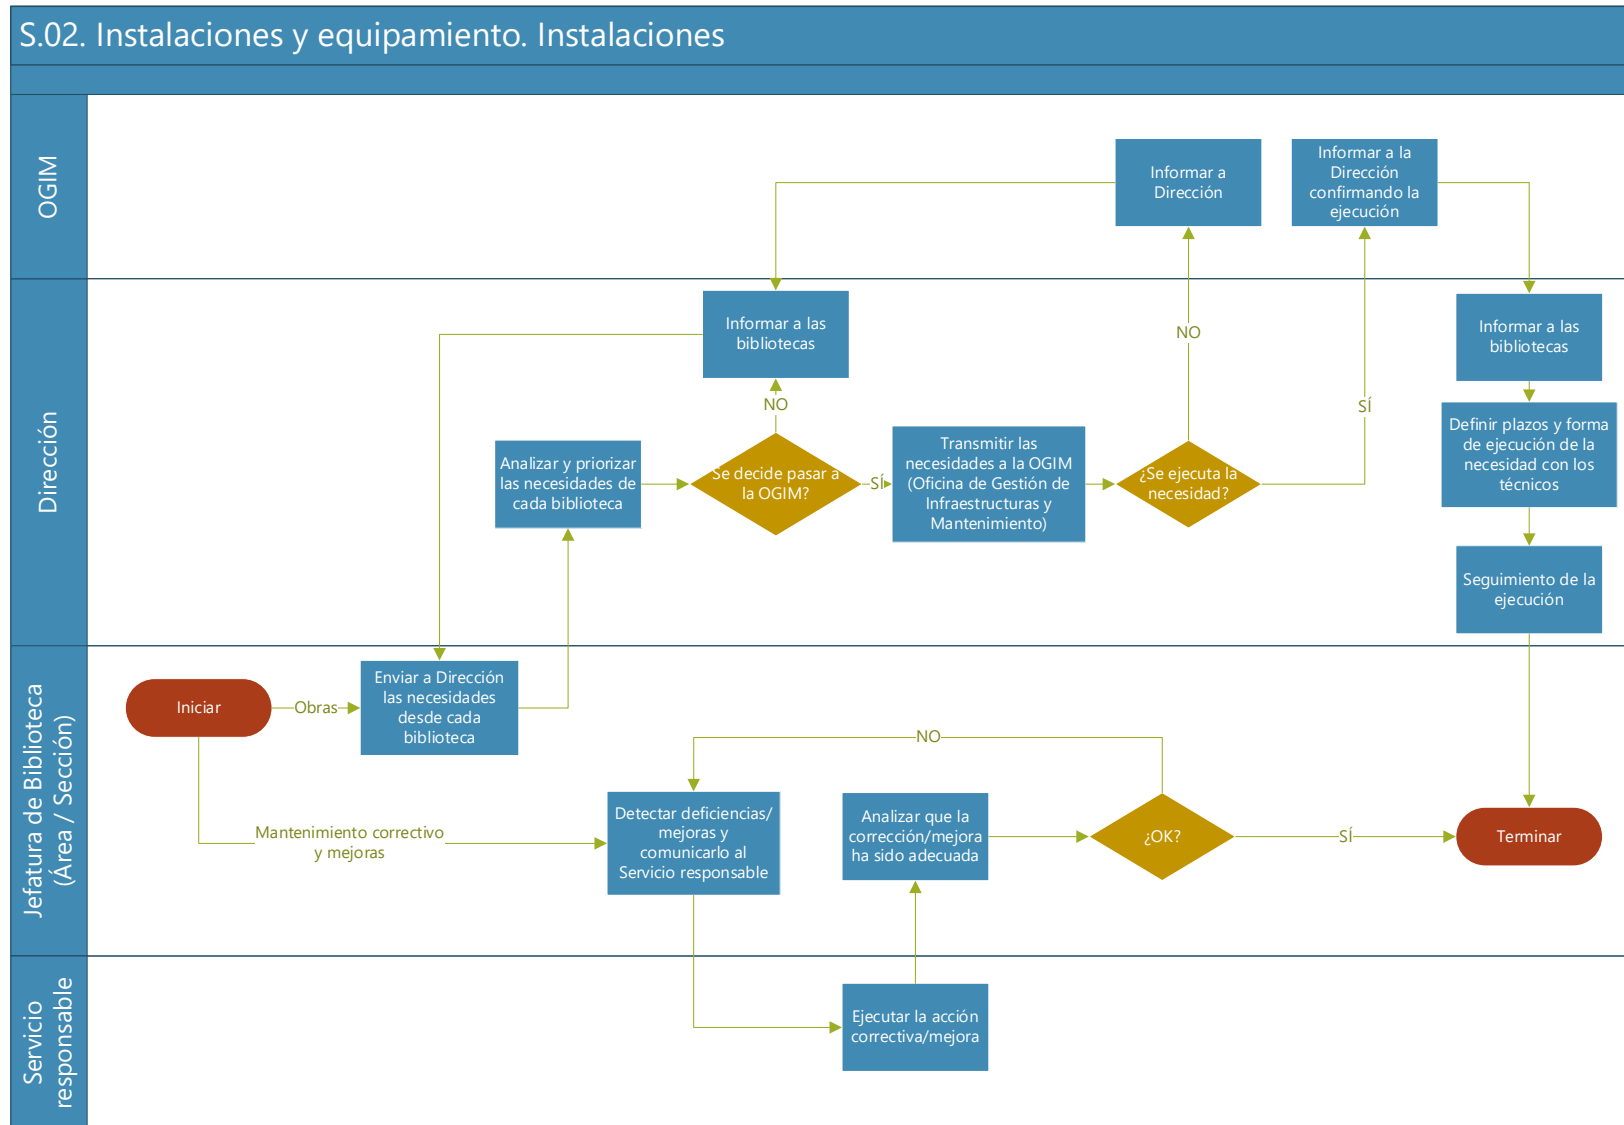 S.02. Instalaciones y equipamiento. Instalaciones
OGIM
Informar a
Dirección
Informar a la
Dirección
confirmando la
ejecución
Dirección
Informar a las
bibliotecas
NO
Analizar y priorizar
las necesidades de
cada biblioteca
Se decide pasar a
la OGIM?
SÍ
Transmitir las
necesidades a la OGIM
(Oficina de Gestión de
Infraestructuras y
Mantenimiento)
¿Se ejecuta la
necesidad?
NO
SÍ
Informar a las
bibliotecas
Definir plazos y forma
de ejecución de la
necesidad con los
técnicos
Seguimiento de la
ejecución
Jefatura de Biblioteca
(Área / Sección)
Iniciar
Obras
Enviar a Dirección
las necesidades
desde cada
biblioteca
Mantenimiento correctivo
y mejoras
Detectar deficiencias/
mejoras y
comunicarlo al
Servicio responsable
NO
Analizar que la
corrección/mejora
ha sido adecuada
¿OK?
SÍ
Terminar
Servicio
responsable
Ejecutar la acción
correctiva/mejora